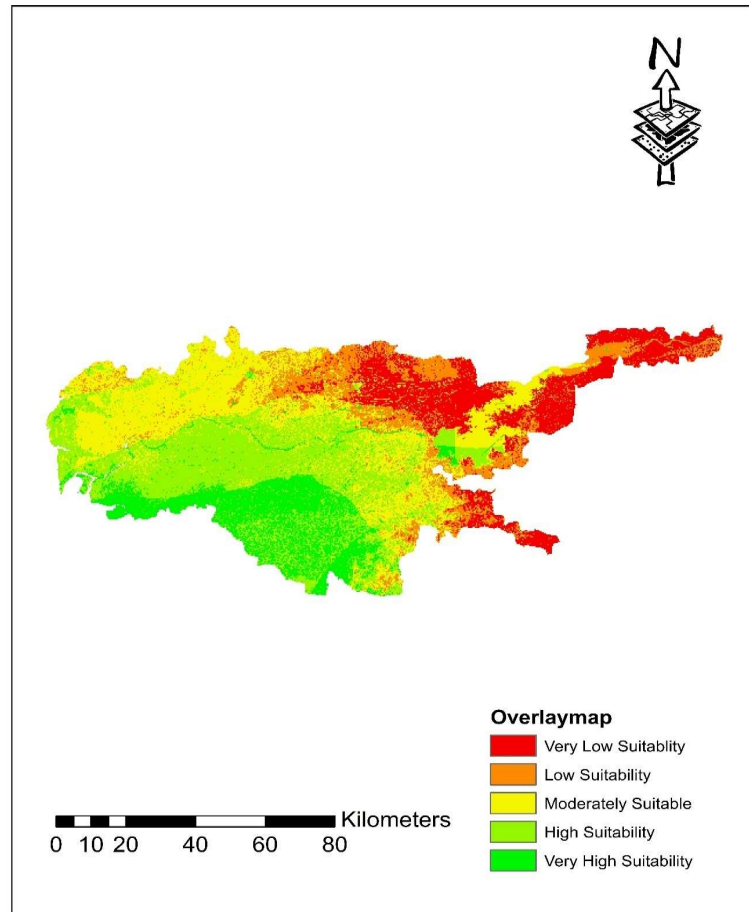 N
Overlaymap
Very Low Suitablity
Low Suitability
Moderately Suitable
High Suitability
Very High Suitability
Kilometers
0 10 20 40 60 80